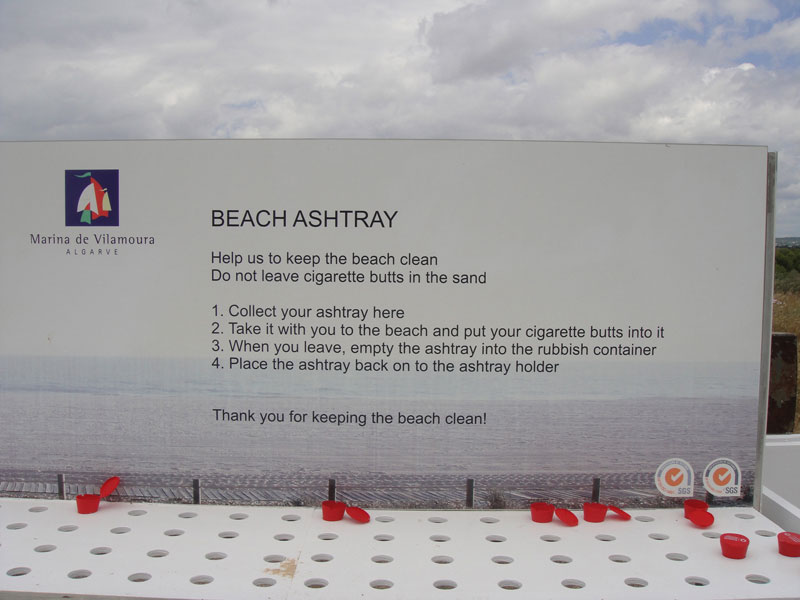 Marina de Vilamoura
ALGARVE
BEACH ASHTRAY
Help us to keep the beach clean
Do not leave cigarette butts in the sand
1. Collect your ashtray here
2. Take it with you to the beach and put your cigarette butts into it
3. When you leave, empty the ashtray into the rubbish container
4. Place the ashtray back on to the ashtray holder
Thank you for keeping the beach clean!
SGS
SGS